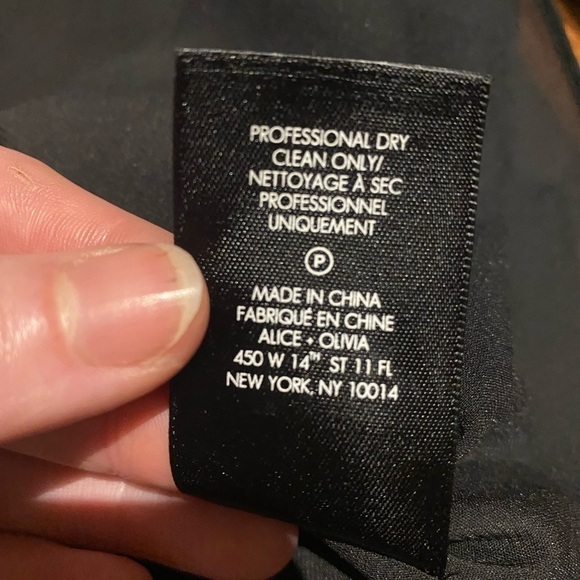 PROFESSIONAL DRY
CLEAN ONLY/
NETTOYAGE À SEC
PROFESSIONNEL
UNIQUEMENT
P
MADE IN CHINA
FABRIQUÉ EN CHINE
ALICE + OLIVIA
450 W 14TH ST 11 FL
NEW YORK, NY 10014